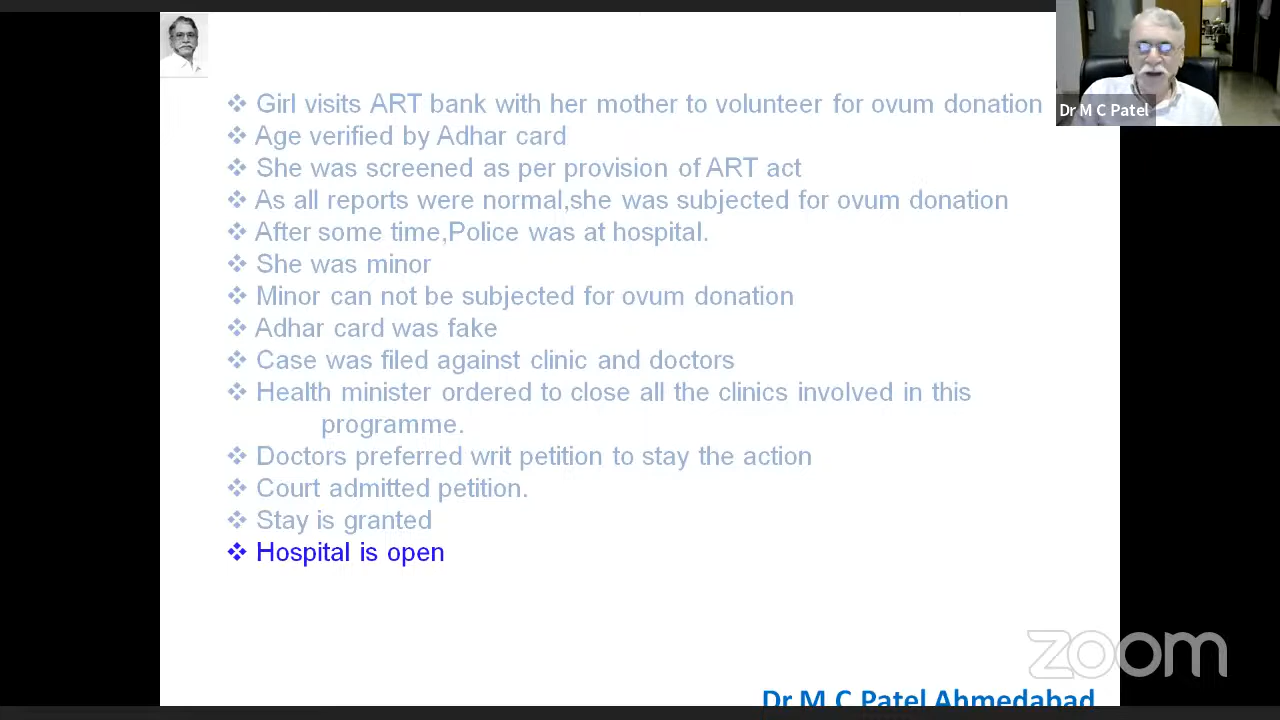 ❖ Girl visits ART bank with her mother to volunteer for ovum donation
❖ Age verified by Adhar card
❖ She was screened as per provision of ART act
❖ As all reports were normal,she was subjected for ovum donation
❖ After some time,Police was at hospital.
❖ She was minor
❖ Minor can not be subjected for ovum donation
❖ Adhar card was fake
❖ Case was filed against clinic and doctors
❖ Health minister ordered to close all the clinics involved in this
programme.
❖ Doctors preferred writ petition to stay the action
❖ Court admitted petition.
❖ Stay is granted
❖ Hospital is open
Dr M C Patel
zoom
Dr M C Patel Ahmedabad